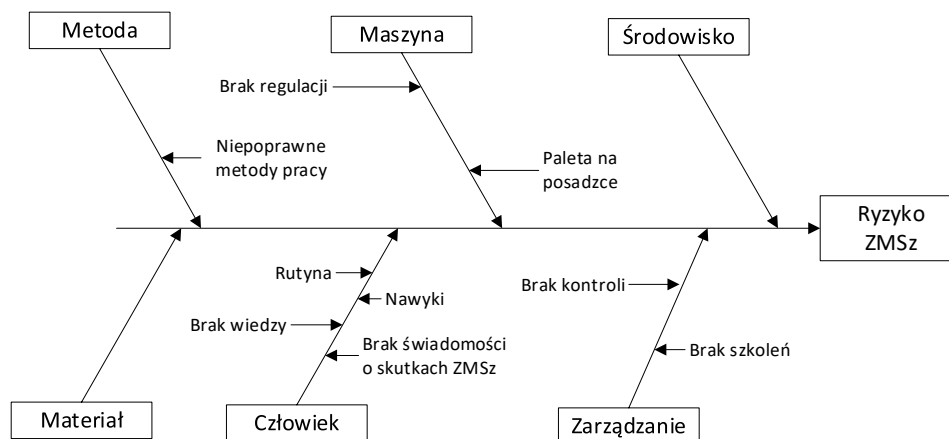 Metoda
Maszyna
Środowisko
Brak regulacji
Niepoprawne
metody pracy
Paleta na
posadzce
Ryzyko
ZMSz
Rutyna
Nawyki
Brak wiedzy
Brak świadomości
o skutkach ZMSz
Brak kontroli
Brak szkoleń
Materiał
Człowiek
Zarządzanie